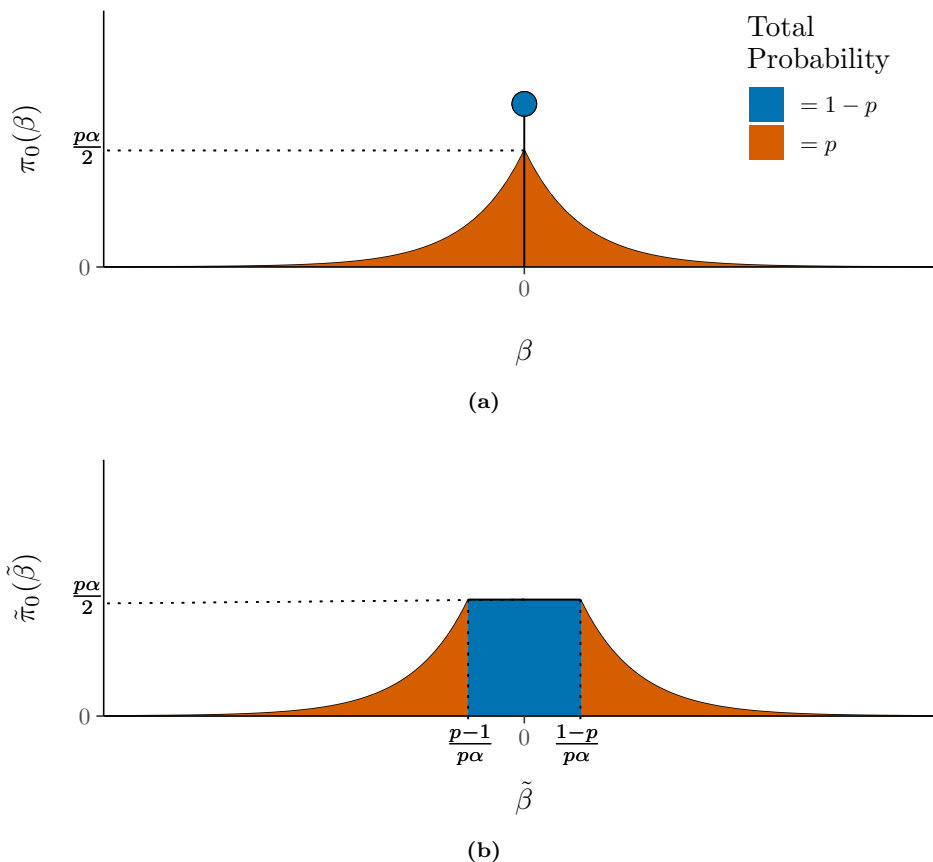 Total
Probability
= 1 − p
= p
π₀(β)
pα/2
0
0
β
(a)
π̃₀(β̃)
pα/2
0
p−1/pα
0
1−p/pα
β̃
(b)